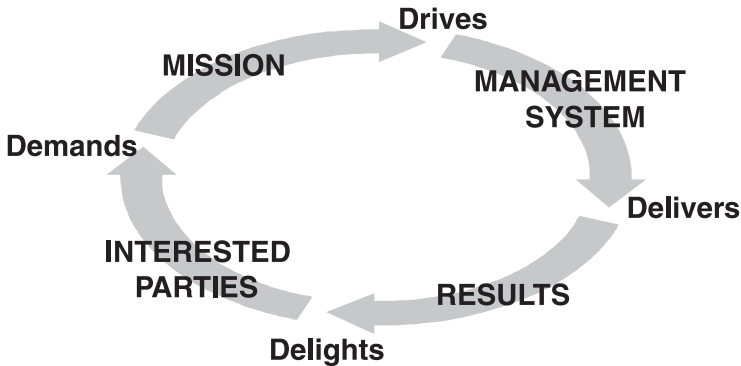 Drives
MISSION
MANAGEMENT
SYSTEM
Demands
Delivers
INTERESTED
PARTIES
RESULTS
Delights